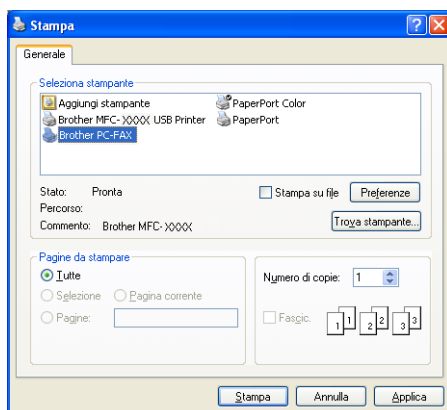 Stampa
Generale
Seleziona stampante
Aggiungi stampante
PaperPort Color
Brother MFC-XXXX USB Printer
PaperPort
Brother PC-FAX
Stato: Pronta
Stampa su file
Preferenze
Percorso:
Commento: Brother MFC-XXXX
Trova stampante...
Pagine da stampare
Tutte
Numero di copie: 1
Selezione
Pagina corrente
Pagine:
Fascic.
1 1 2 2 3 3
Stampa
Annulla
Applica